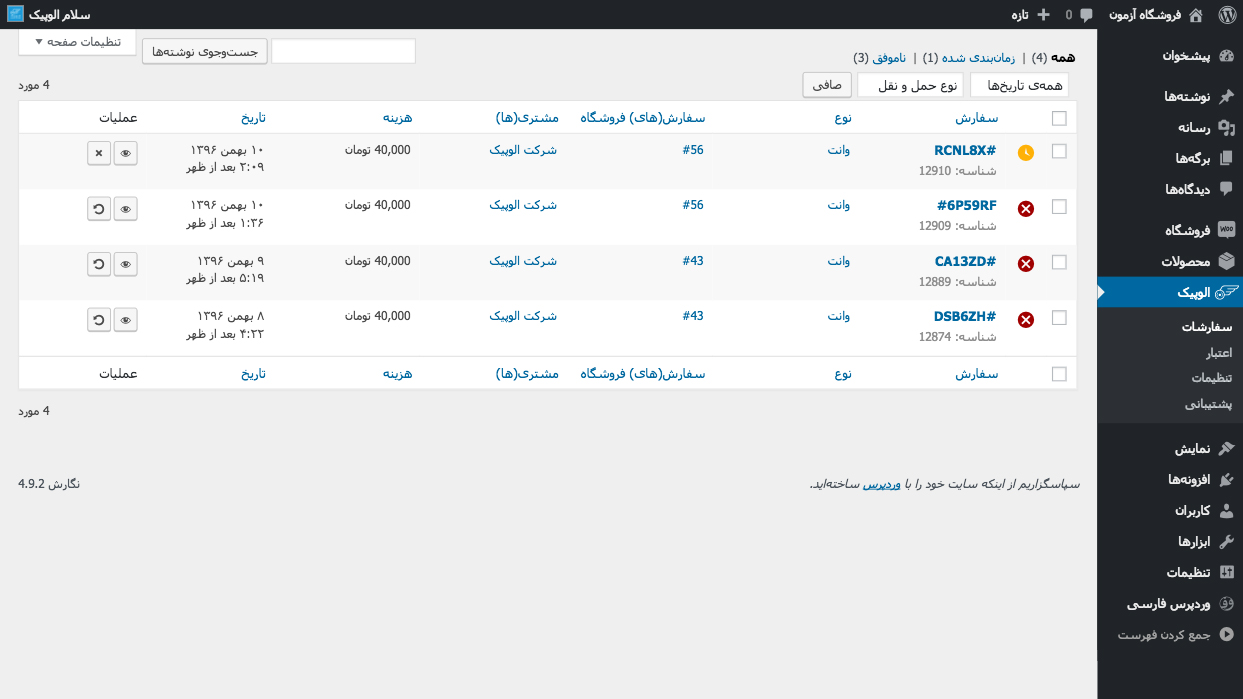 فروشگاه آزمون
0
تازه
سلام الوپیک
پیشخوان
نوشته‌ها
رسانه
برگه‌ها
دیدگاه‌ها
فروشگاه
محصولات
الوپیک
سفارشات
اعتبار
تنظیمات
پشتیبانی
نمایش
افزونه‌ها
کاربران
ابزارها
تنظیمات
وردپرس فارسی
جمع کردن فهرست
تنظیمات صفحه
همه (4) | زمان‌بندی شده (1) | ناموفق (3)
جست‌وجوی نوشته‌ها
همه‌ی تاریخ‌ها
نوع حمل و نقل
صافی
4 مورد
سفارش نوع سفارش(های) فروشگاه مشتری(ها) هزینه تاریخ عملیات
RCNL8X# وانت #56 شرکت الوپیک 40,000 تومان ۱۰ بهمن ۱۳۹۶
شناسه: 12910 ۲:۰۹ بعد از ظهر
#6P59RF وانت #56 شرکت الوپیک 40,000 تومان ۱۰ بهمن ۱۳۹۶
شناسه: 12909 ۱:۳۶ بعد از ظهر
CA13ZD# وانت #43 شرکت الوپیک 40,000 تومان ۹ بهمن ۱۳۹۶
شناسه: 12889 ۵:۱۹ بعد از ظهر
DSB6ZH# وانت #43 شرکت الوپیک 40,000 تومان ۸ بهمن ۱۳۹۶
شناسه: 12874 ۴:۲۲ بعد از ظهر
سفارش نوع سفارش(های) فروشگاه مشتری(ها) هزینه تاریخ عملیات
4 مورد
سپاسگزاریم از اینکه سایت خود را با وردپرس ساخته‌اید.
نگارش 4.9.2